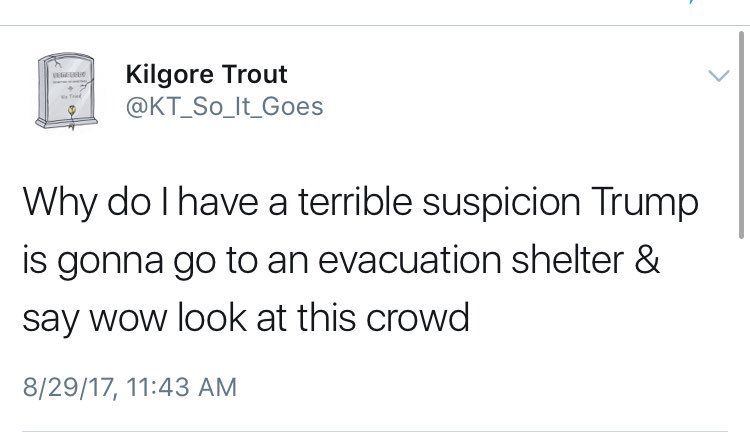 Kilgore Trout
@KT_So_It_Goes
Why do I have a terrible suspicion Trump
is gonna go to an evacuation shelter &
say wow look at this crowd
8/29/17, 11:43 AM